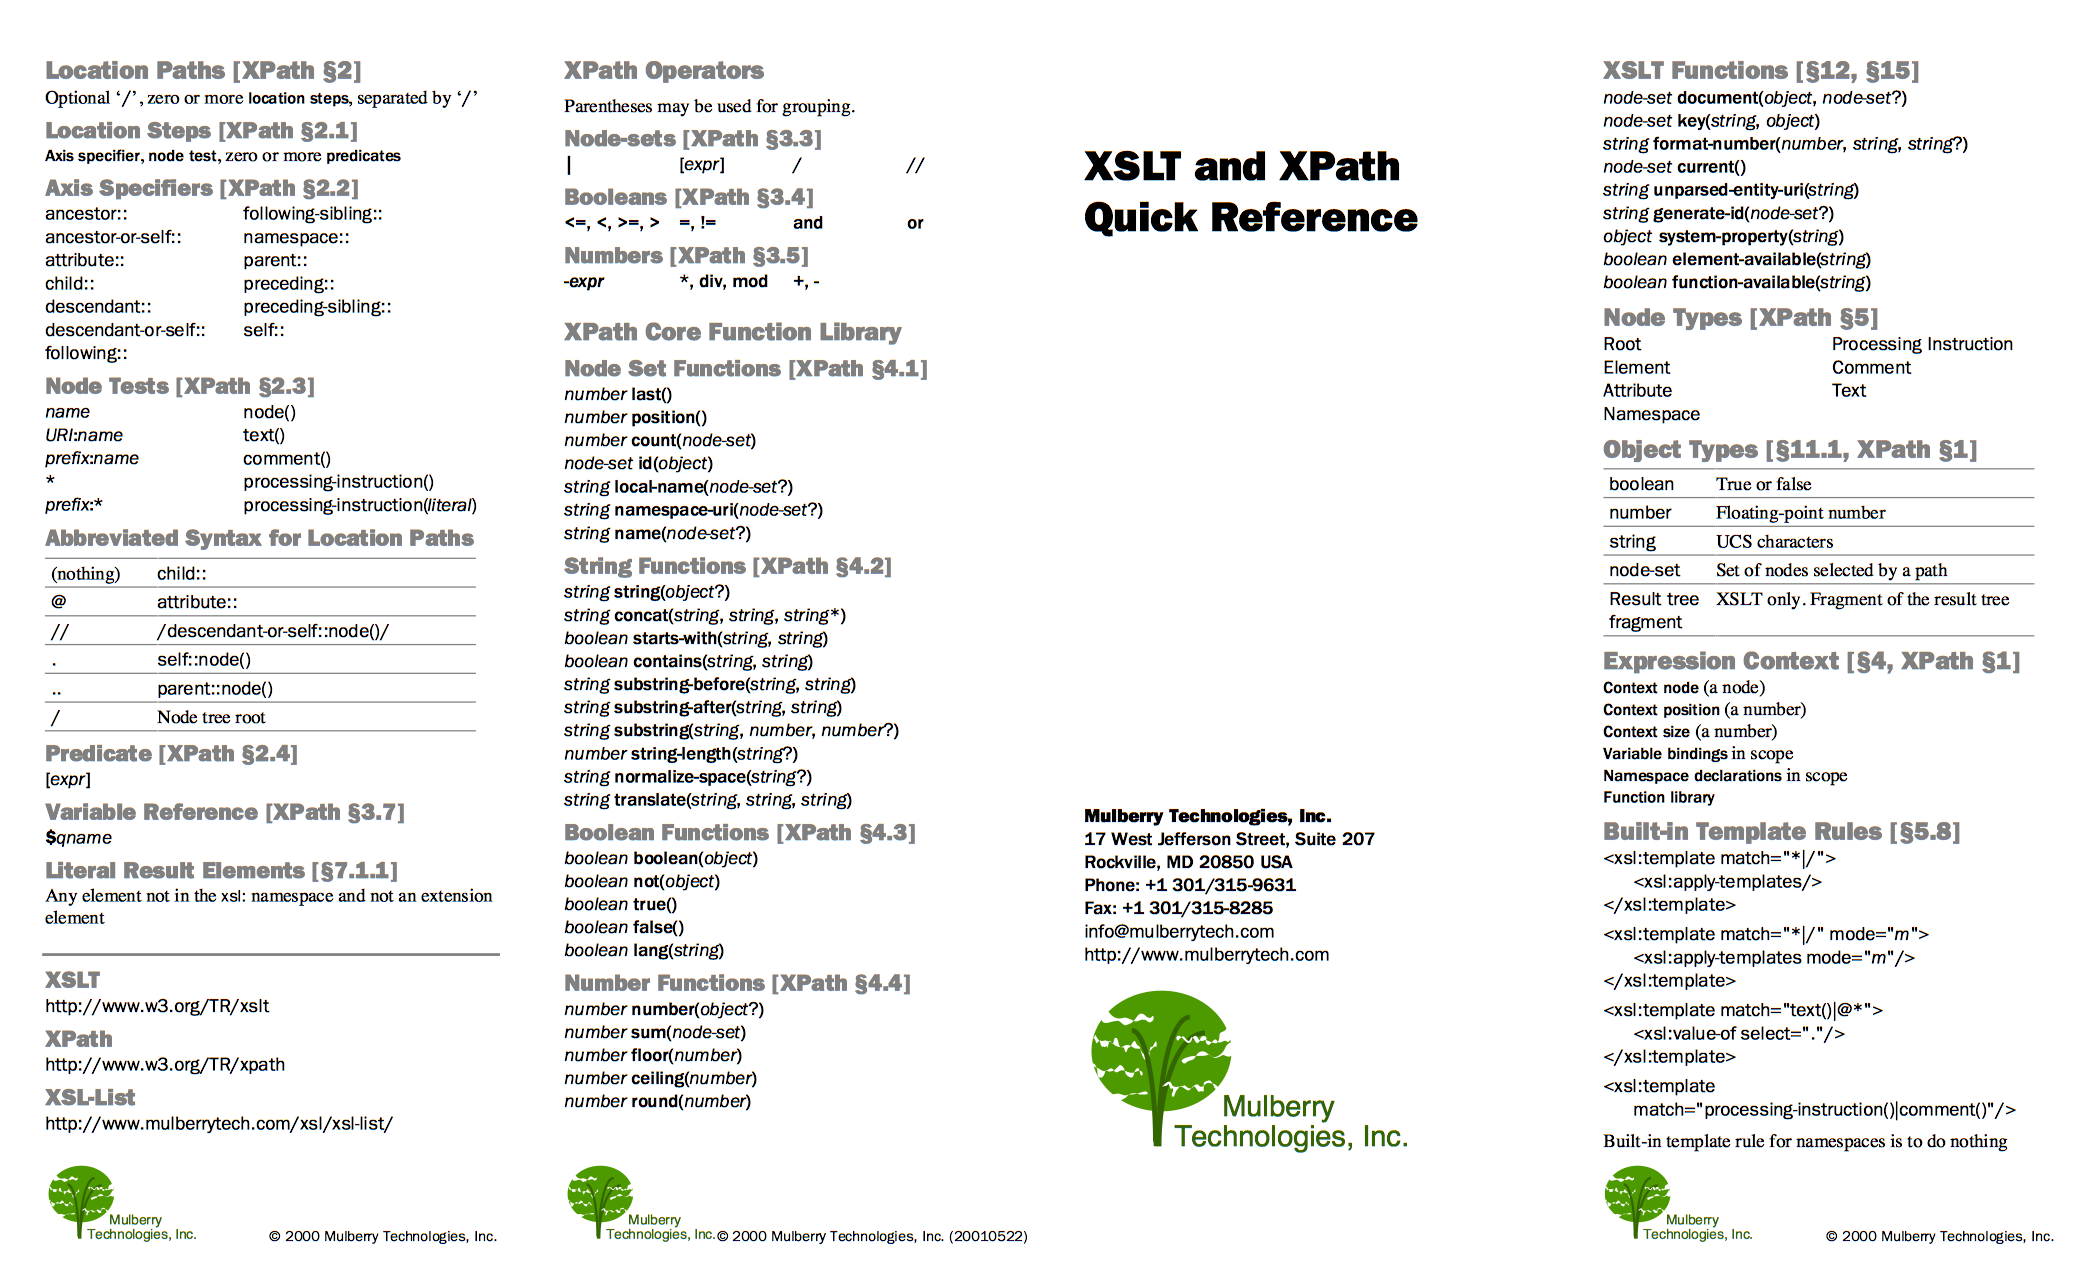 Location Paths [XPath §2]
Optional ‘/’, zero or more location steps, separated by ‘/’
Location Steps [XPath §2.1]
Axis specifier, node test, zero or more predicates
Axis Specifiers [XPath §2.2]
ancestor:: following-sibling::
ancestor-or-self:: namespace::
attribute:: parent::
child:: preceding::
descendant:: preceding-sibling::
descendant-or-self:: self::
following::
Node Tests [XPath §2.3]
name node()
URI:name text()
prefix:name comment()
* processing-instruction()
prefix:* processing-instruction(literal)
Abbreviated Syntax for Location Paths
(nothing) child::
@ attribute::
// /descendant-or-self::node()/
. self::node()
.. parent::node()
/ Node tree root
Predicate [XPath §2.4]
[expr]
Variable Reference [XPath §3.7]
$qname
Literal Result Elements [§7.1.1]
Any element not in the xsl: namespace and not an extension
element
XSLT
http://www.w3.org/TR/xslt
XPath
http://www.w3.org/TR/xpath
XSL-List
http://www.mulberrytech.com/xsl/xsl-list/
Mulberry
Technologies, Inc.
© 2000 Mulberry Technologies, Inc.
XPath Operators
Parentheses may be used for grouping.
Node-sets [XPath §3.3]
| [expr] / //
Booleans [XPath §3.4]
<=, <, >=, > =, != and or
Numbers [XPath §3.5]
-expr *, div, mod +, -
XPath Core Function Library
Node Set Functions [XPath §4.1]
number last()
number position()
number count(node-set)
node-set id(object)
string local-name(node-set?)
string namespace-uri(node-set?)
string name(node-set?)
String Functions [XPath §4.2]
string string(object?)
string concat(string, string, string*)
boolean starts-with(string, string)
boolean contains(string, string)
string substring-before(string, string)
string substring-after(string, string)
string substring(string, number, number?)
number string-length(string?)
string normalize-space(string?)
string translate(string, string, string)
Boolean Functions [XPath §4.3]
boolean boolean(object)
boolean not(object)
boolean true()
boolean false()
boolean lang(string)
Number Functions [XPath §4.4]
number number(object?)
number sum(node-set)
number floor(number)
number ceiling(number)
number round(number)
Mulberry
Technologies, Inc.
© 2000 Mulberry Technologies, Inc. (20010522)
XSLT and XPath
Quick Reference
Mulberry Technologies, Inc.
17 West Jefferson Street, Suite 207
Rockville, MD 20850 USA
Phone: +1 301/315-9631
Fax: +1 301/315-8285
info@mulberrytech.com
http://www.mulberrytech.com
Mulberry
Technologies, Inc.
XSLT Functions [§12, §15]
node-set document(object, node-set?)
node-set key(string, object)
string format-number(number, string, string?)
node-set current()
string unparsed-entity-uri(string)
string generate-id(node-set?)
object system-property(string)
boolean element-available(string)
boolean function-available(string)
Node Types [XPath §5]
Root Processing Instruction
Element Comment
Attribute Text
Namespace
Object Types [§11.1, XPath §1]
boolean True or false
number Floating-point number
string UCS characters
node-set Set of nodes selected by a path
Result tree XSLT only. Fragment of the result tree
fragment
Expression Context [§4, XPath §1]
Context node (a node)
Context position (a number)
Context size (a number)
Variable bindings in scope
Namespace declarations in scope
Function library
Built-in Template Rules [§5.8]
<xsl:template match="*|/">
<xsl:apply-templates/>
</xsl:template>
<xsl:template match="*|/" mode="m">
<xsl:apply-templates mode="m"/>
</xsl:template>
<xsl:template match="text()|@*">
<xsl:value-of select="."/>
</xsl:template>
<xsl:template
match="processing-instruction()|comment()"/>
Built-in template rule for namespaces is to do nothing
Mulberry
Technologies, Inc.
© 2000 Mulberry Technologies, Inc.